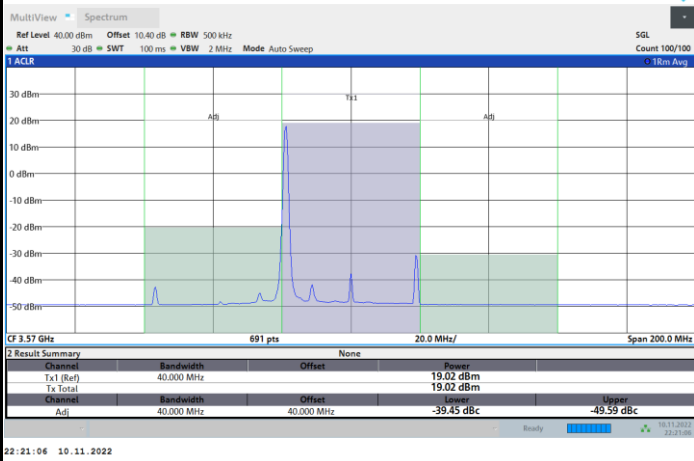 MultiView Spectrum
Ref Level 40.00 dBm Offset 10.40 dB RBW 500 kHz SGL
Att 30 dB SWT 100 ms VBW 2 MHz Mode Auto Sweep Count 100/100
1 ACLR 1Rm Avg
30 dBm
Tx1
20 dBm Adj Adj
10 dBm
0 dBm
-10 dBm
-20 dBm
-30 dBm
-40 dBm
-50 dBm
CF 3.57 GHz 691 pts 20.0 MHz/ Span 200.0 MHz
2 Result Summary None
Channel Bandwidth Offset Power
Tx1 (Ref) 40.000 MHz 19.02 dBm
Tx Total 19.02 dBm
Channel Bandwidth Offset Lower Upper
Adj 40.000 MHz 40.000 MHz -39.45 dBc -49.59 dBc
Ready 10.11.2022
22:21:06
22:21:06 10.11.2022